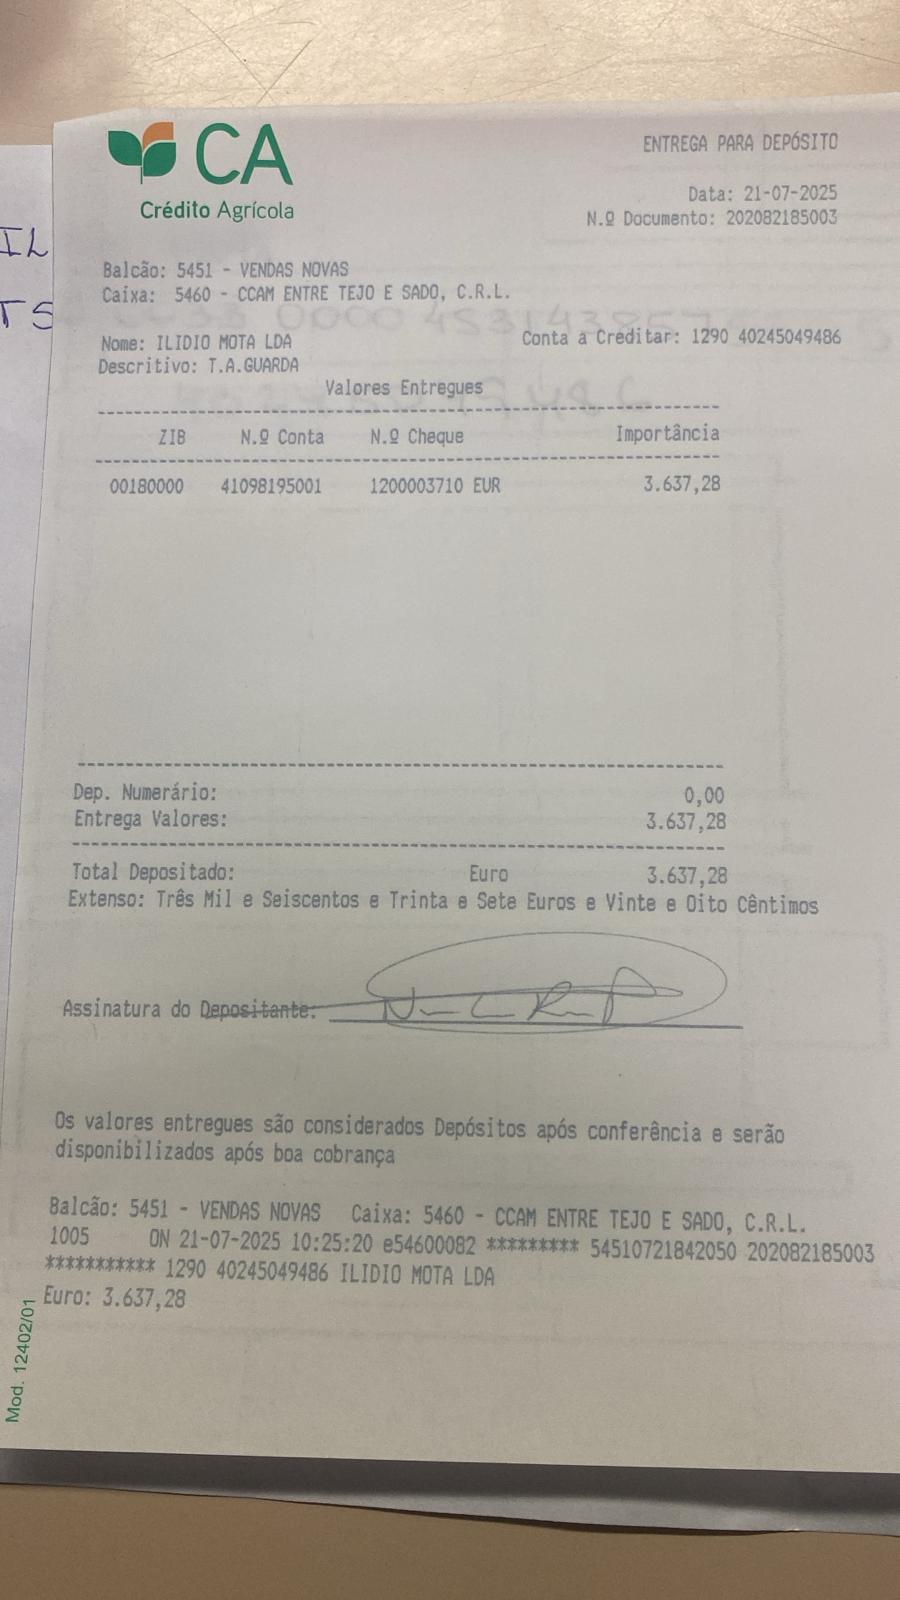 CA
Crédito Agrícola
ENTREGA PARA DEPÓSITO
Data: 21-07-2025
N.º Documento: 202082185003
IL
TS
Balcão: 5451 - VENDAS NOVAS
Caixa: 5460 - CCAM ENTRE TEJO E SADO, C.R.L.
Nome: ILIDIO MOTA LDA
Conta a Creditar: 1290 40245049486
Descritivo: T.A.GUARDA
Valores Entregues
ZIB N.º Conta N.º Cheque Importância
00180000 41098195001 1200003710 EUR 3.637,28
Dep. Numerário: 0,00
Entrega Valores: 3.637,28
Total Depositado: Euro 3.637,28
Extenso: Três Mil e Seiscentos e Trinta e Sete Euros e Vinte e Oito Cêntimos
Assinatura do Depositante:
Os valores entregues são considerados Depósitos após conferência e serão
disponibilizados após boa cobrança
Balcão: 5451 - VENDAS NOVAS Caixa: 5460 - CCAM ENTRE TEJO E SADO, C.R.L.
1005 ON 21-07-2025 10:25:20 e54600082 ********* 54510721842050 202082185003
*********** 1290 40245049486 ILIDIO MOTA LDA
Euro: 3.637,28
Mod. 12402/01